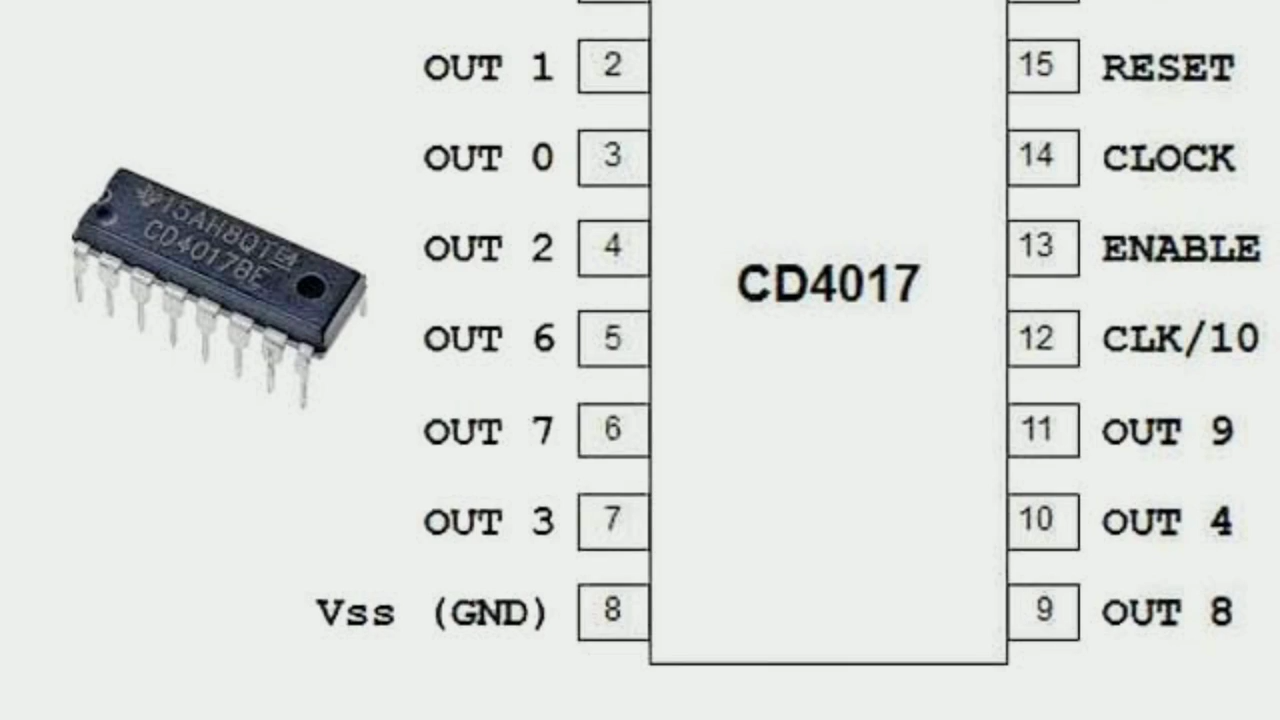 OUT 1 2 15 RESET
OUT 0 3 14 CLOCK
OUT 2 4 13 ENABLE
CD4017
OUT 6 5 12 CLK/10
OUT 7 6 11 OUT 9
OUT 3 7 10 OUT 4
Vss (GND) 8 9 OUT 8
15AH8QT
CD4017BE